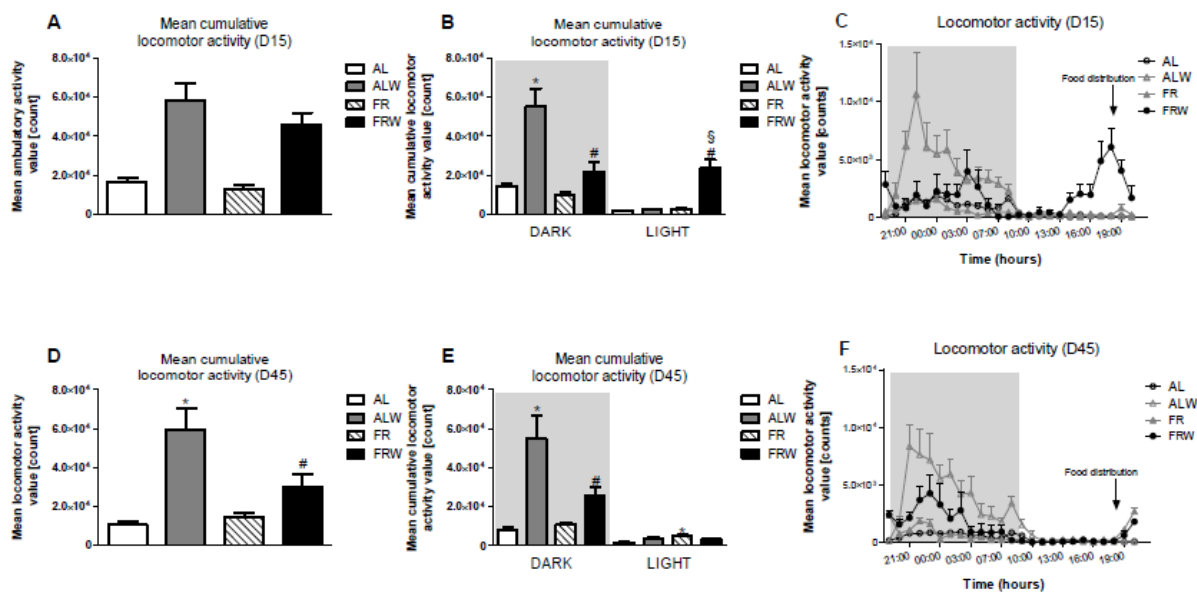 A
Mean cumulative
locomotor activity (D15)
Mean ambulatory activity
value [count]
8.0×10⁴
6.0×10⁴
4.0×10⁴
2.0×10⁴
0
AL
ALW
FR
FRW
B
Mean cumulative
locomotor activity (D15)
Mean cumulative locomotor
activity value [count]
8.0×10⁴
6.0×10⁴
4.0×10⁴
2.0×10⁴
0
*
#
§
#
DARK
LIGHT
AL
ALW
FR
FRW
C
Locomotor activity (D15)
Mean locomotor activity
value [counts]
1.5×10⁴
1.0×10⁴
5.0×10³
0
Food distribution
AL
ALW
FR
FRW
21:00 00:00 03:00 07:00 10:00 13:00 16:00 19:00
Time (hours)
D
Mean cumulative
locomotor activity (D45)
Mean locomotor activity
value [count]
8.0×10⁴
6.0×10⁴
4.0×10⁴
2.0×10⁴
0
*
#
AL
ALW
FR
FRW
E
Mean cumulative
locomotor activity (D45)
Mean cumulative locomotor
activity value [count]
8.0×10⁴
6.0×10⁴
4.0×10⁴
2.0×10⁴
0
*
#
*
DARK
LIGHT
AL
ALW
FR
FRW
F
Locomotor activity (D45)
Mean locomotor activity
value [counts]
1.5×10⁴
1.0×10⁴
5.0×10³
0
Food distribution
AL
ALW
FR
FRW
21:00 00:00 03:00 07:00 10:00 13:00 16:00 19:00
Time (hours)